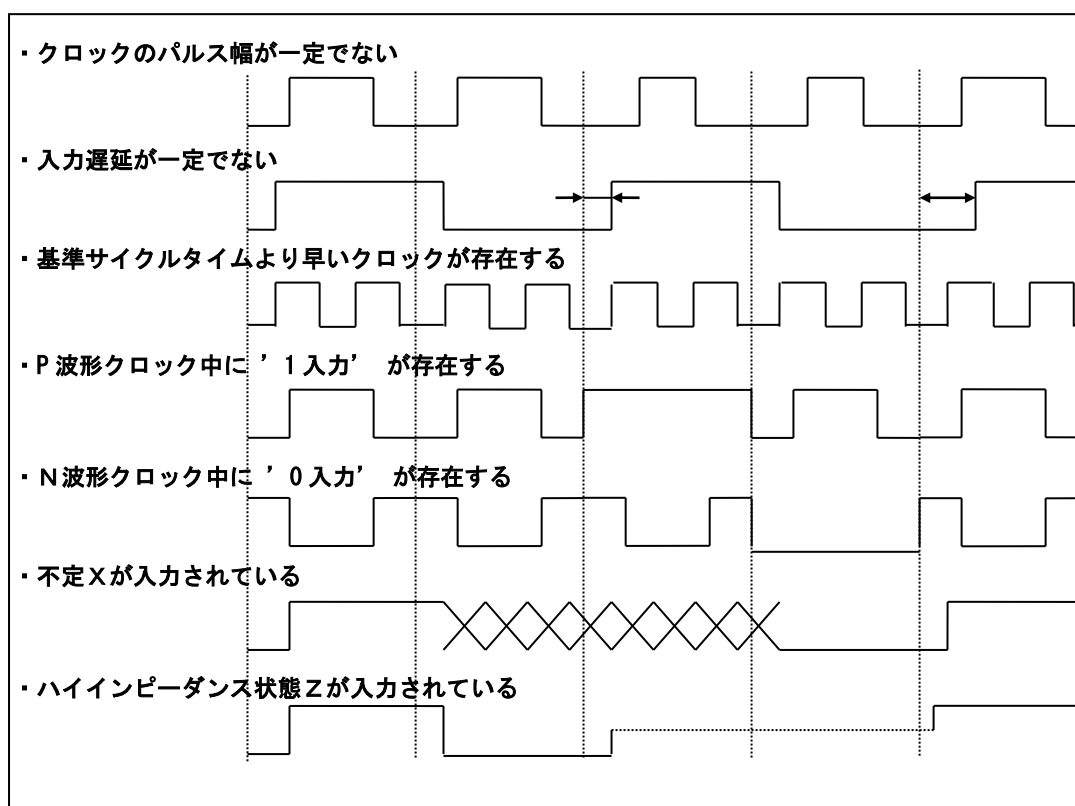 ・クロックのパルス幅が一定でない
・入力遅延が一定でない
・基準サイクルタイムより早いクロックが存在する
・P波形クロック中に ’1入力’ が存在する
・N波形クロック中に ’0入力’ が存在する
・不定Xが入力されている
・ハイインピーダンス状態Zが入力されている